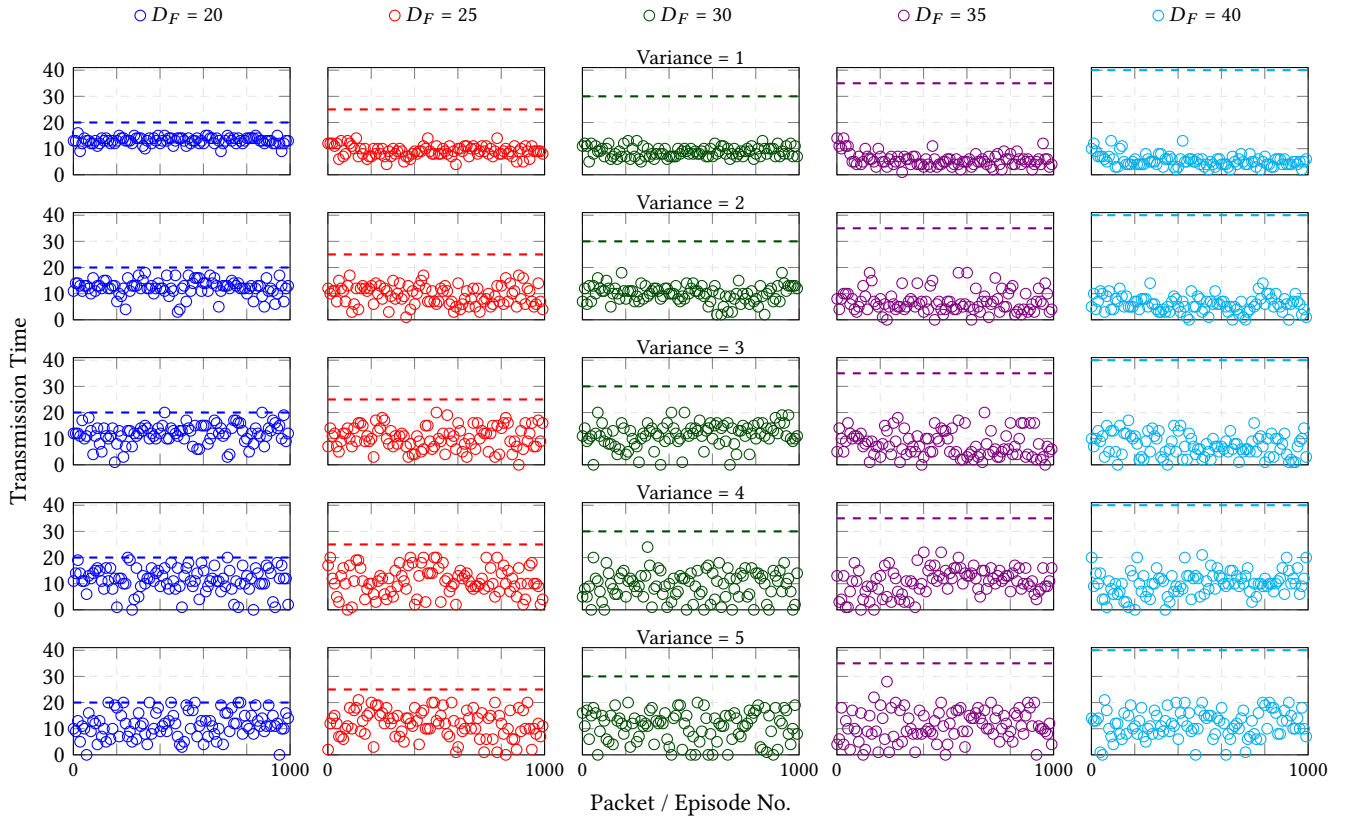 D_F = 20 D_F = 25 D_F = 30 D_F = 35 D_F = 40
Variance = 1
40
30
20
10
0
Variance = 2
40
30
20
10
0
Variance = 3
40
30
20
10
0
Variance = 4
40
30
20
10
0
Variance = 5
40
30
20
10
0
0 1000 0 1000 0 1000 0 1000 0 1000
Transmission Time
Packet / Episode No.